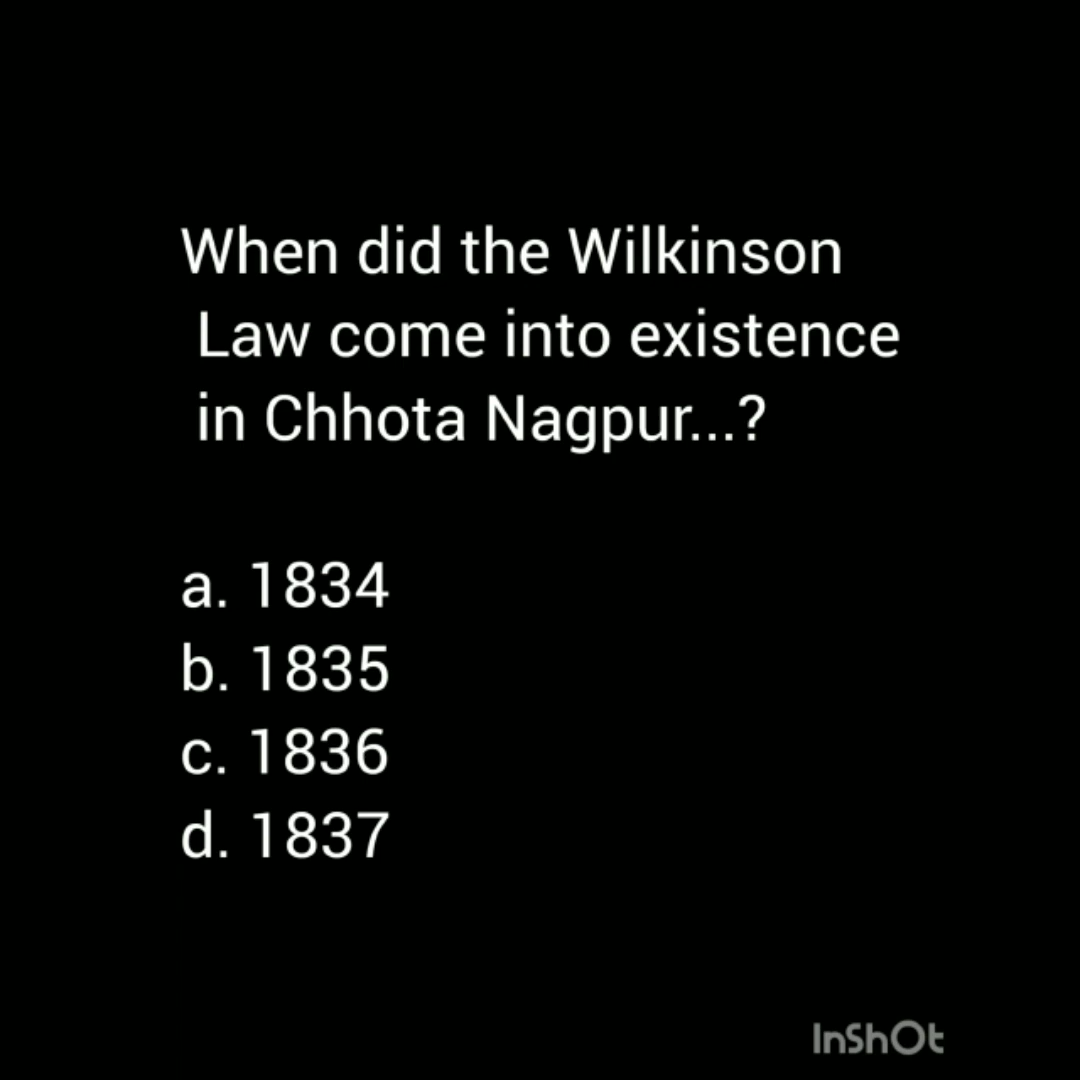 When did the Wilkinson
Law come into existence
in Chhota Nagpur...?
a. 1834
b. 1835
c. 1836
d. 1837
InShOt